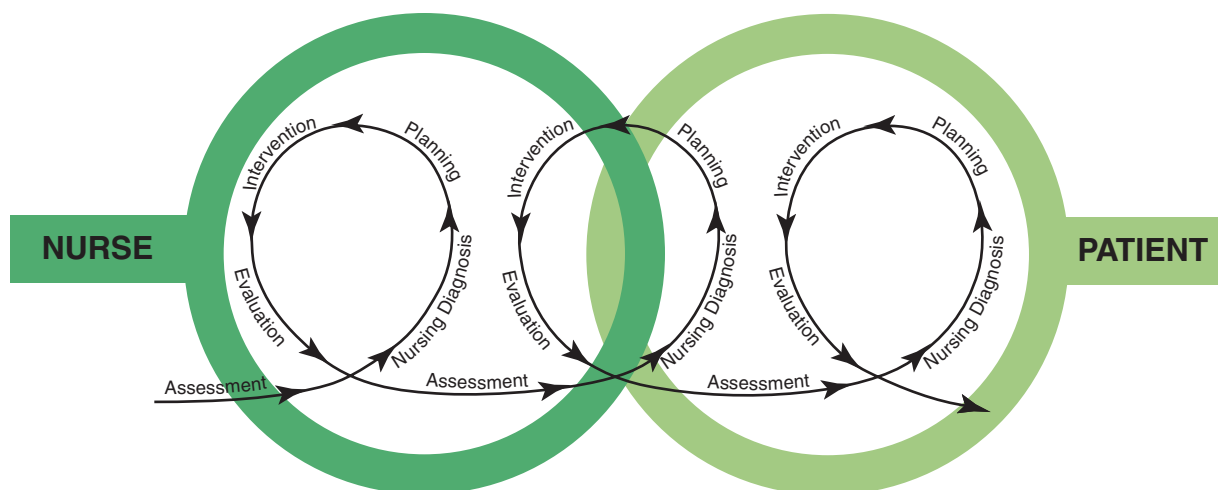 NURSE
Assessment
Nursing Diagnosis
Planning
Intervention
Evaluation
Assessment
Nursing Diagnosis
Planning
Intervention
Evaluation
Assessment
Nursing Diagnosis
Planning
Intervention
Evaluation
PATIENT